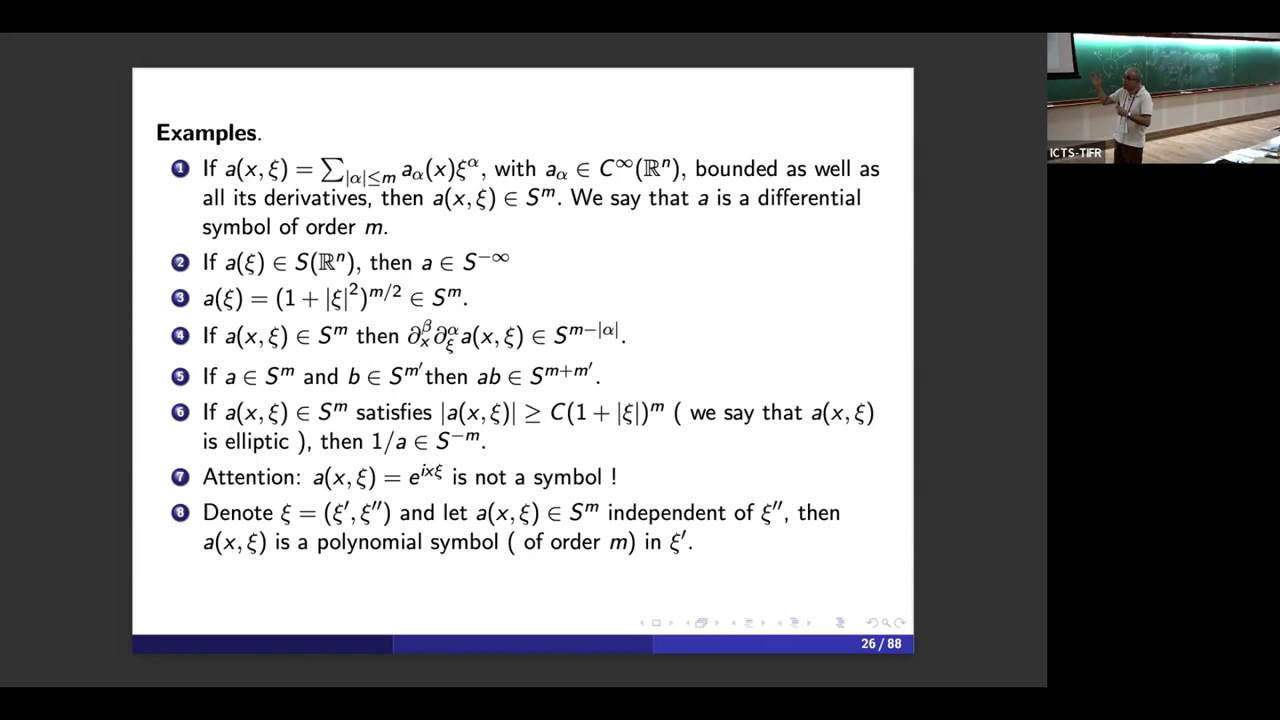 Examples.
1 If a(x, ξ) = ∑_{|α|≤m} a_α(x)ξ^α, with a_α ∈ C^∞(ℝ^n), bounded as well as
all its derivatives, then a(x, ξ) ∈ S^m. We say that a is a differential
symbol of order m.
2 If a(ξ) ∈ S(ℝ^n), then a ∈ S^{−∞}
3 a(ξ) = (1 + |ξ|^2)^{m/2} ∈ S^m.
4 If a(x, ξ) ∈ S^m then ∂_x^β ∂_ξ^α a(x, ξ) ∈ S^{m−|α|}.
5 If a ∈ S^m and b ∈ S^{m′} then ab ∈ S^{m+m′}.
6 If a(x, ξ) ∈ S^m satisfies |a(x, ξ)| ≥ C(1 + |ξ|)^m ( we say that a(x, ξ)
is elliptic ), then 1/a ∈ S^{−m}.
7 Attention: a(x, ξ) = e^{ixξ} is not a symbol !
8 Denote ξ = (ξ′, ξ″) and let a(x, ξ) ∈ S^m independent of ξ″, then
a(x, ξ) is a polynomial symbol ( of order m) in ξ′.
26 / 88
ICTS-TIFR